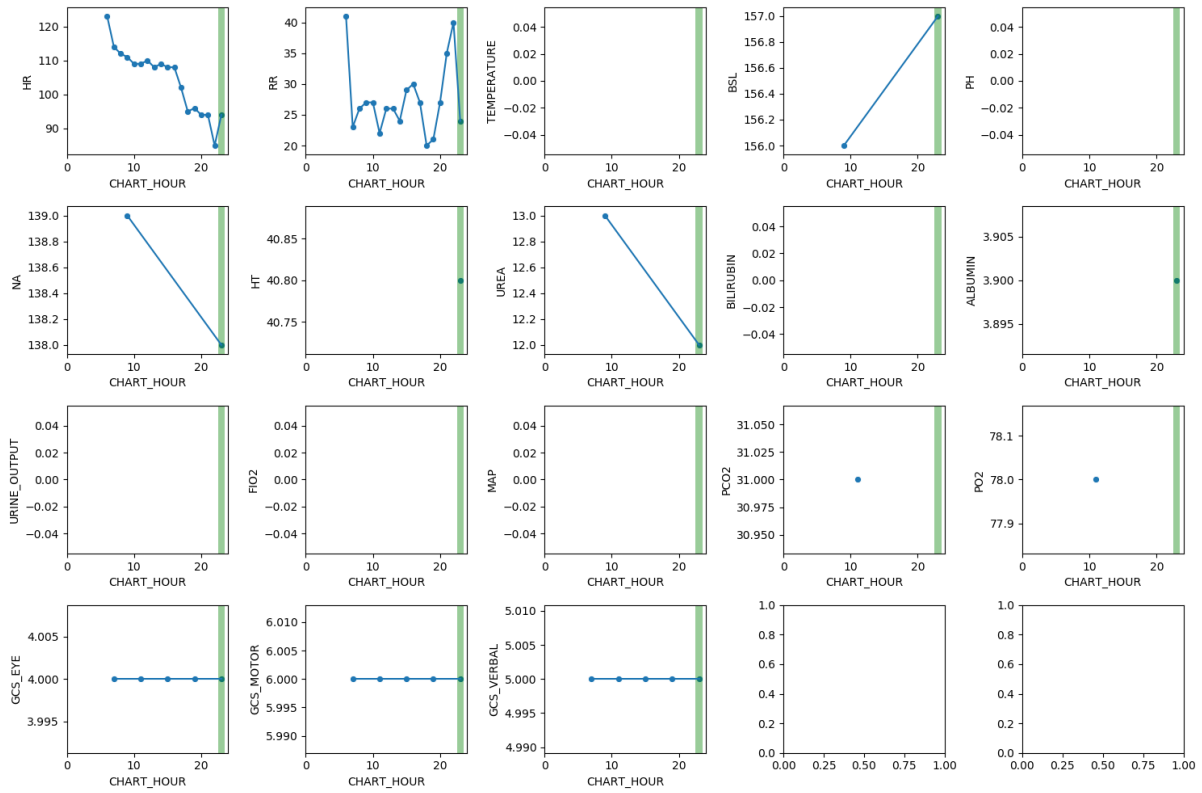 120
110
100
90
HR
0 10 20
CHART_HOUR
40
35
30
25
20
RR
0 10 20
CHART_HOUR
0.04
0.02
0.00
−0.02
−0.04
TEMPERATURE
0 10 20
CHART_HOUR
157.0
156.8
156.6
156.4
156.2
156.0
BSL
0 10 20
CHART_HOUR
0.04
0.02
0.00
−0.02
−0.04
PH
0 10 20
CHART_HOUR
139.0
138.8
138.6
138.4
138.2
138.0
NA
0 10 20
CHART_HOUR
40.85
40.80
40.75
HT
0 10 20
CHART_HOUR
13.0
12.8
12.6
12.4
12.2
12.0
UREA
0 10 20
CHART_HOUR
0.04
0.02
0.00
−0.02
−0.04
BILIRUBIN
0 10 20
CHART_HOUR
3.905
3.900
3.895
ALBUMIN
0 10 20
CHART_HOUR
0.04
0.02
0.00
−0.02
−0.04
URINE_OUTPUT
0 10 20
CHART_HOUR
0.04
0.02
0.00
−0.02
−0.04
FIO2
0 10 20
CHART_HOUR
0.04
0.02
0.00
−0.02
−0.04
MAP
0 10 20
CHART_HOUR
31.050
31.025
31.000
30.975
30.950
PCO2
0 10 20
CHART_HOUR
78.1
78.0
77.9
PO2
0 10 20
CHART_HOUR
4.005
4.000
3.995
GCS_EYE
0 10 20
CHART_HOUR
6.010
6.005
6.000
5.995
5.990
GCS_MOTOR
0 10 20
CHART_HOUR
5.010
5.005
5.000
4.995
4.990
GCS_VERBAL
0 10 20
CHART_HOUR
1.0
0.8
0.6
0.4
0.2
0.0
0.00 0.25 0.50 0.75 1.00
1.0
0.8
0.6
0.4
0.2
0.0
0.00 0.25 0.50 0.75 1.00